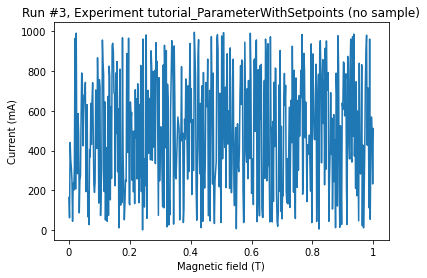 Run #3, Experiment tutorial_ParameterWithSetpoints (no sample)
1000
800
600
400
200
0
Current (mA)
0 0.2 0.4 0.6 0.8 1
Magnetic field (T)